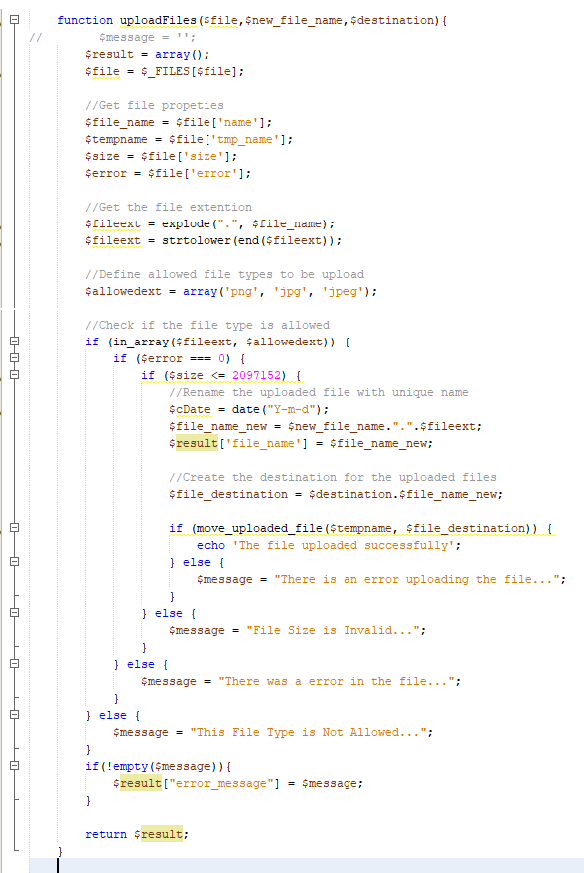 function uploadFiles($file,$new_file_name,$destination){
// $message = '';
$result = array();
$file = $_FILES[$file];
//Get file propeties
$file_name = $file['name'];
$tempname = $file['tmp_name'];
$size = $file['size'];
$error = $file['error'];
//Get the file extention
$fileext = explode(".", $file_name);
$fileext = strtolower(end($fileext));
//Define allowed file types to be upload
$allowedext = array('png', 'jpg', 'jpeg');
//Check if the file type is allowed
if (in_array($fileext, $allowedext)) {
if ($error === 0) {
if ($size <= 2097152) {
//Rename the uploaded file with unique name
$cDate = date("Y-m-d");
$file_name_new = $new_file_name.".".$fileext;
$result['file_name'] = $file_name_new;
//Create the destination for the uploaded files
$file_destination = $destination.$file_name_new;
if (move_uploaded_file($tempname, $file_destination)) {
echo 'The file uploaded successfully';
} else {
$message = "There is an error uploading the file...";
}
} else {
$message = "File Size is Invalid...";
}
} else {
$message = "There was a error in the file...";
}
} else {
$message = "This File Type is Not Allowed...";
}
if(!empty($message)){
$result["error_message"] = $message;
}
return $result;
}